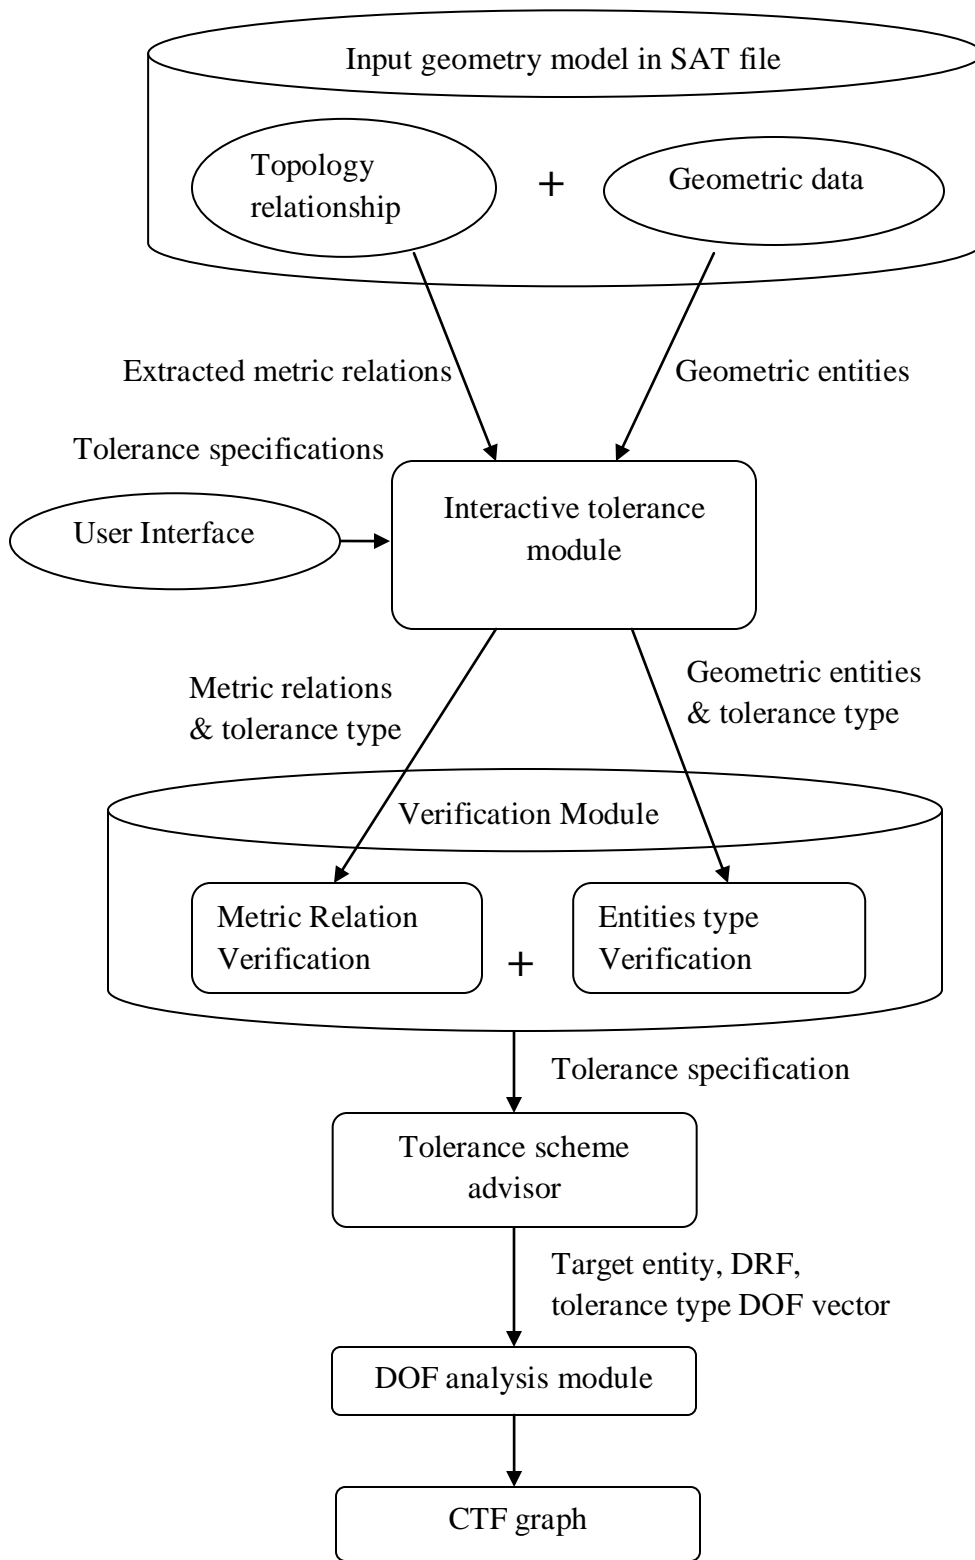 Input geometry model in SAT file
Topology
relationship
+
Geometric data
Extracted metric relations
Geometric entities
Tolerance specifications
User Interface
Interactive tolerance
module
Metric relations
& tolerance type
Geometric entities
& tolerance type
Verification Module
Metric Relation
Verification
+
Entities type
Verification
Tolerance specification
Tolerance scheme
advisor
Target entity, DRF,
tolerance type DOF vector
DOF analysis module
CTF graph